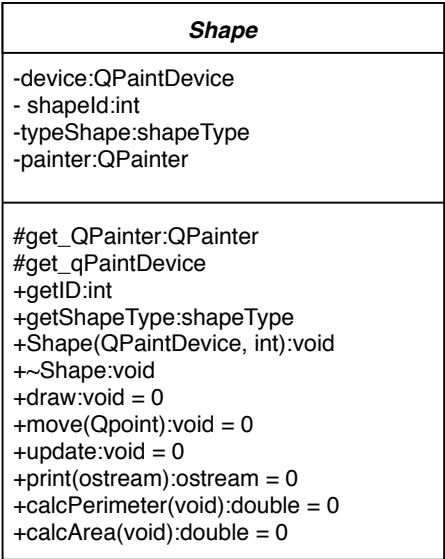 Shape
-device:QPaintDevice
- shapeId:int
-typeShape:shapeType
-painter:QPainter
#get_QPainter:QPainter
#get_qPaintDevice
+getID:int
+getShapeType:shapeType
+Shape(QPaintDevice, int):void
+~Shape:void
+draw:void = 0
+move(Qpoint):void = 0
+update:void = 0
+print(ostream):ostream = 0
+calcPerimeter(void):double = 0
+calcArea(void):double = 0